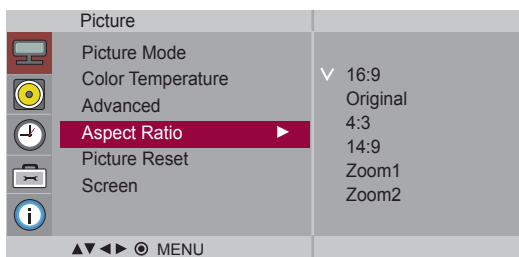 Picture
Picture Mode
Color Temperature
Advanced
Aspect Ratio ►
Picture Reset
Screen
16:9
Original
4:3
14:9
Zoom1
Zoom2
▲▼◄► ⦿ MENU